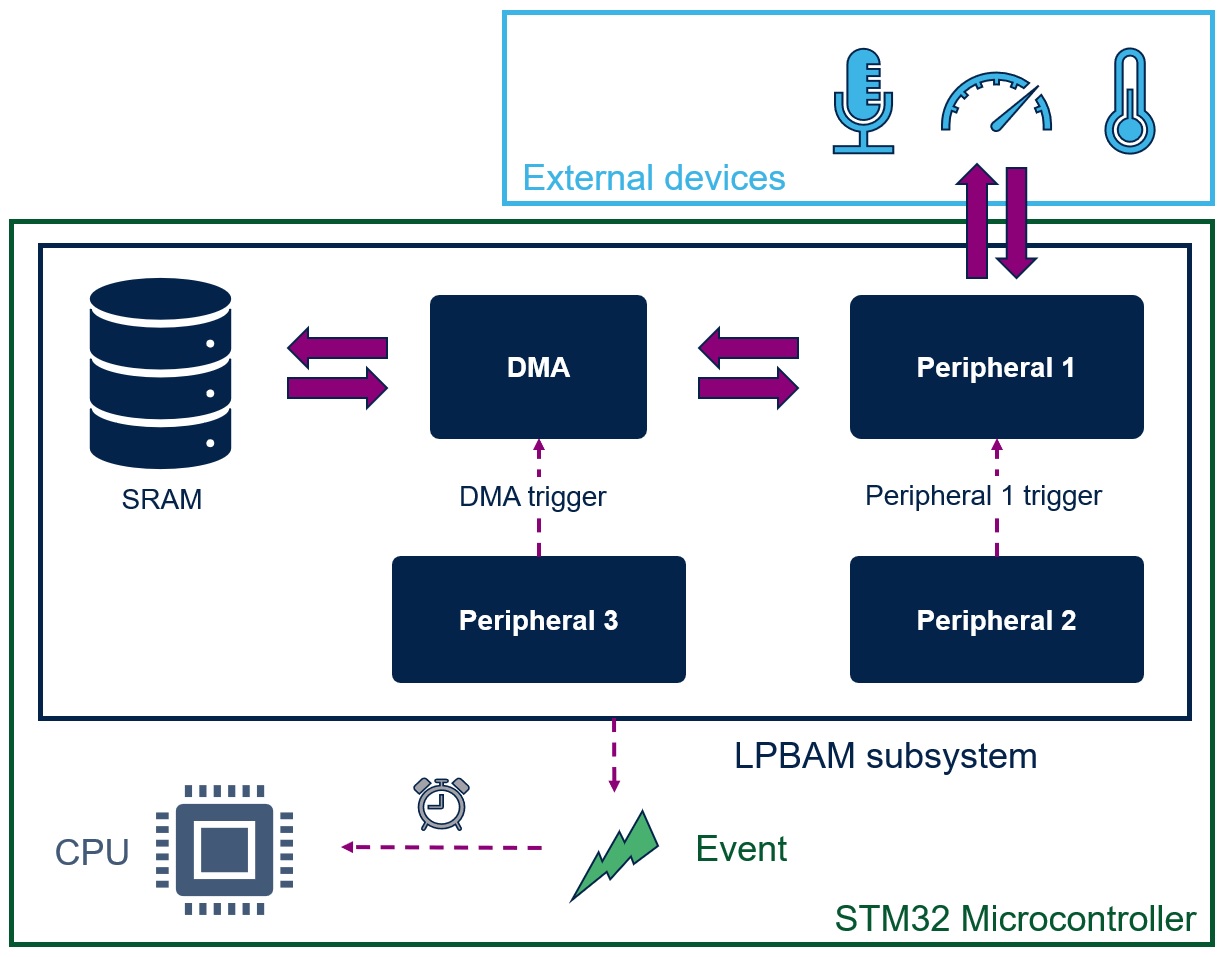 External devices
DMA
Peripheral 1
SRAM
DMA trigger
Peripheral 1 trigger
Peripheral 3
Peripheral 2
LPBAM subsystem
CPU
Event
STM32 Microcontroller